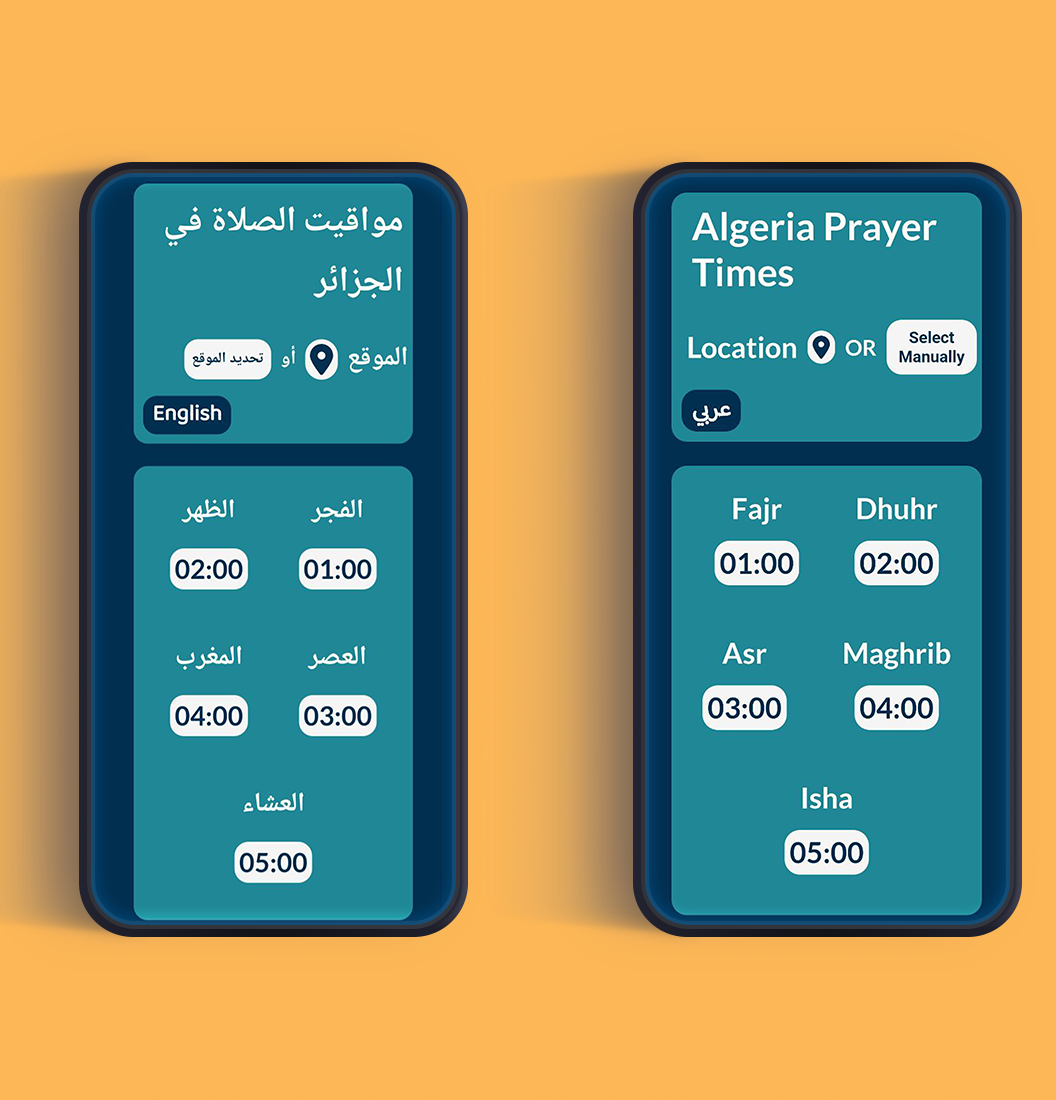 مواقيت الصلاة في
الجزائر
الموقع أو تحديد الموقع
English
الفجر الظهر
01:00 02:00
العصر المغرب
03:00 04:00
العشاء
05:00
Algeria Prayer
Times
Location OR Select
Manually
عربي
Fajr Dhuhr
01:00 02:00
Asr Maghrib
03:00 04:00
Isha
05:00